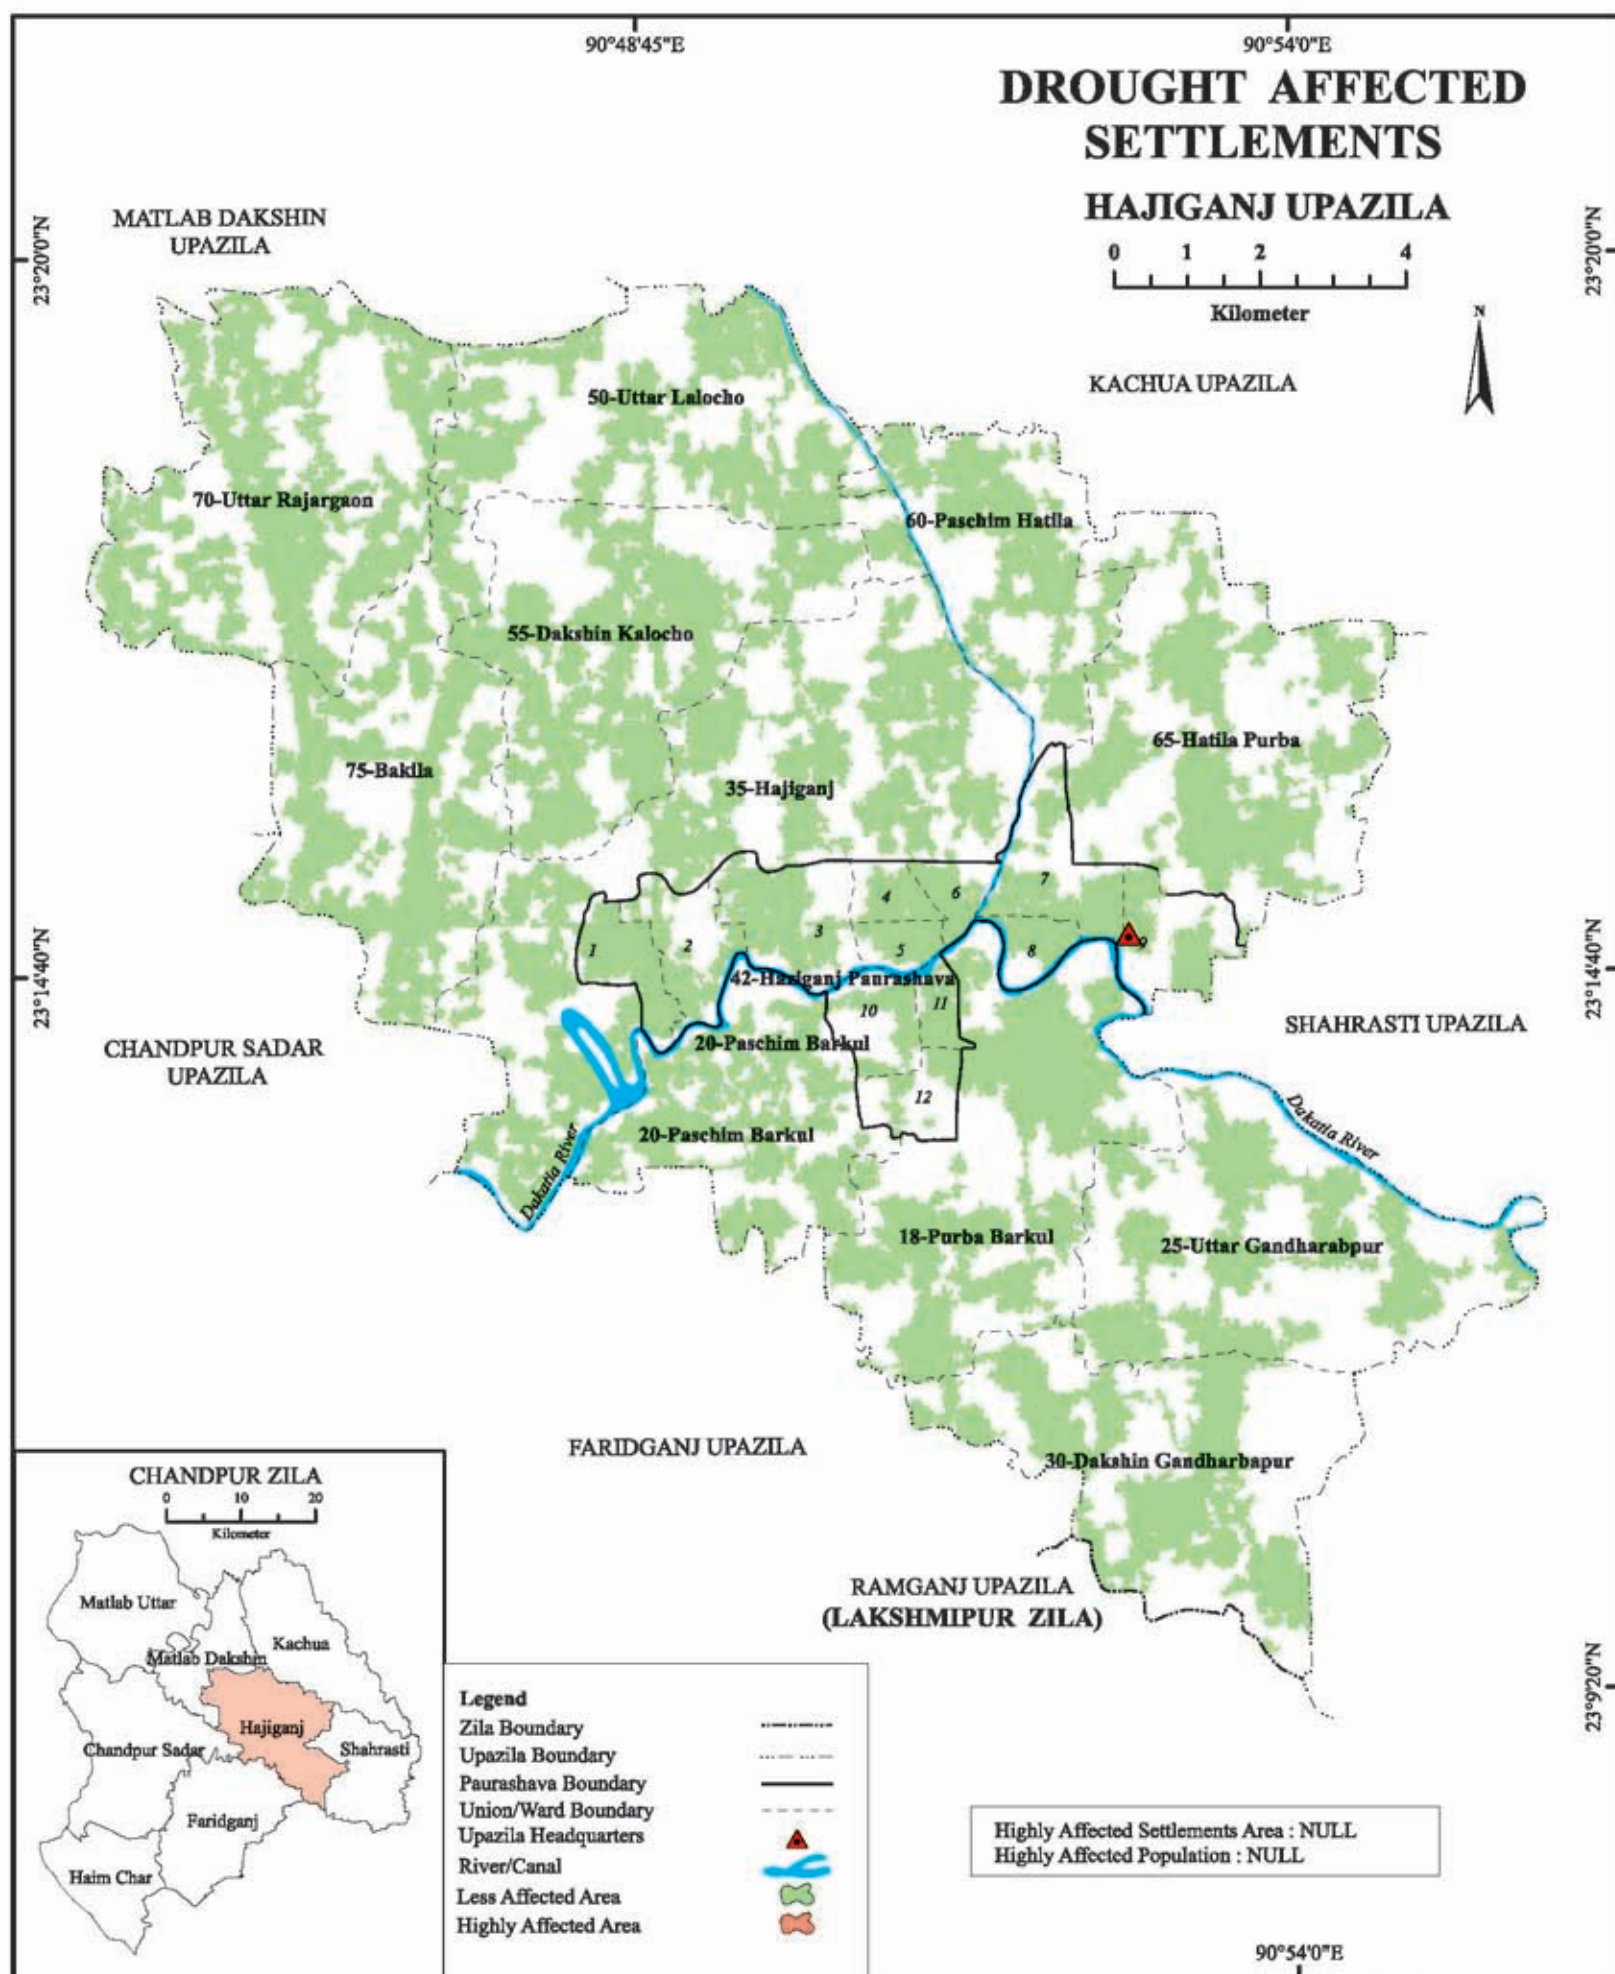 90°48'45"E
90°54'0"E
DROUGHT AFFECTED
SETTLEMENTS
HAJIGANJ UPAZILA
0 1 2 4
Kilometer
N
MATLAB DAKSHIN
UPAZILA
23°20'0"N
23°20'0"N
KACHUA UPAZILA
50-Uttar Lalocho
70-Uttar Rajargaon
60-Paschim Hatila
55-Dakshin Kalocho
65-Hatila Purba
75-Bakila
35-Hajiganj
4
6
7
1
2
3
5
8
9
42-Haziganj Paurashava
10
11
12
23°14'40"N
23°14'40"N
20-Paschim Barkul
SHAHRASTI UPAZILA
CHANDPUR SADAR
UPAZILA
20-Paschim Barkul
Dakatia River
Dakatia River
18-Purba Barkul
25-Uttar Gandharabpur
FARIDGANJ UPAZILA
30-Dakshin Gandharbapur
RAMGANJ UPAZILA
(LAKSHMIPUR ZILA)
23°9'20"N
CHANDPUR ZILA
0 10 20
Kilometer
Matlab Uttar
Kachua
Matlab Dakshin
Hajiganj
Chandpur Sadar
Shahrasti
Faridganj
Haim Char
Legend
Zila Boundary
Upazila Boundary
Paurashava Boundary
Union/Ward Boundary
Upazila Headquarters
River/Canal
Less Affected Area
Highly Affected Area
Highly Affected Settlements Area : NULL
Highly Affected Population : NULL
90°54'0"E